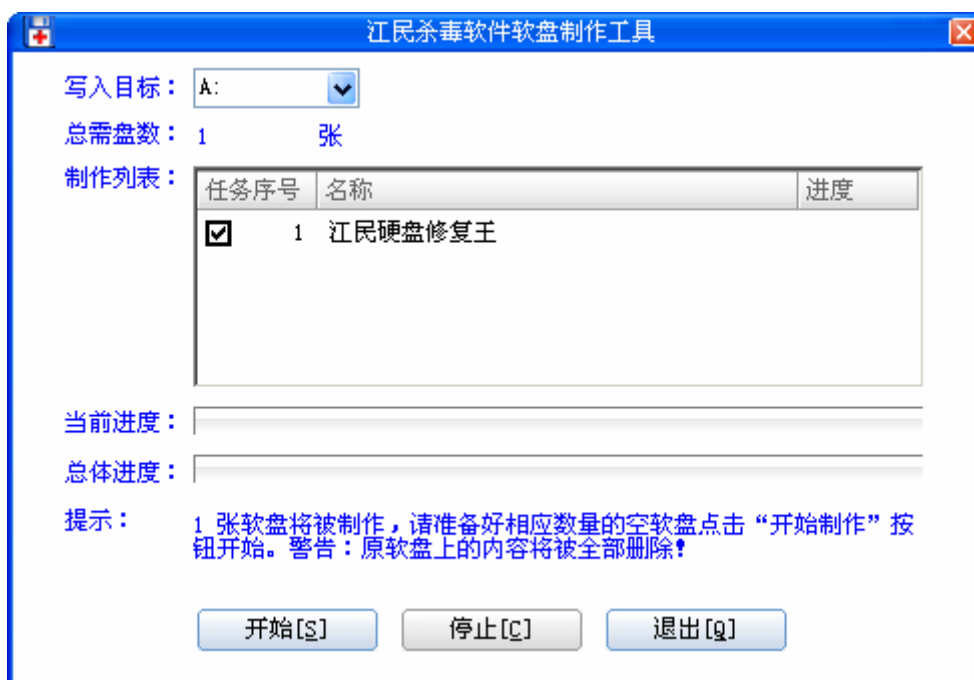 江民杀毒软件软盘制作工具
写入目标： A:
总需盘数： 1 张
制作列表：
任务序号 名称 进度
1 江民硬盘修复王
当前进度：
总体进度：
提示： 1 张软盘将被制作，请准备好相应数量的空软盘点击“开始制作”按
钮开始。警告：原软盘上的内容将被全部删除！
开始[S] 停止[C] 退出[Q]